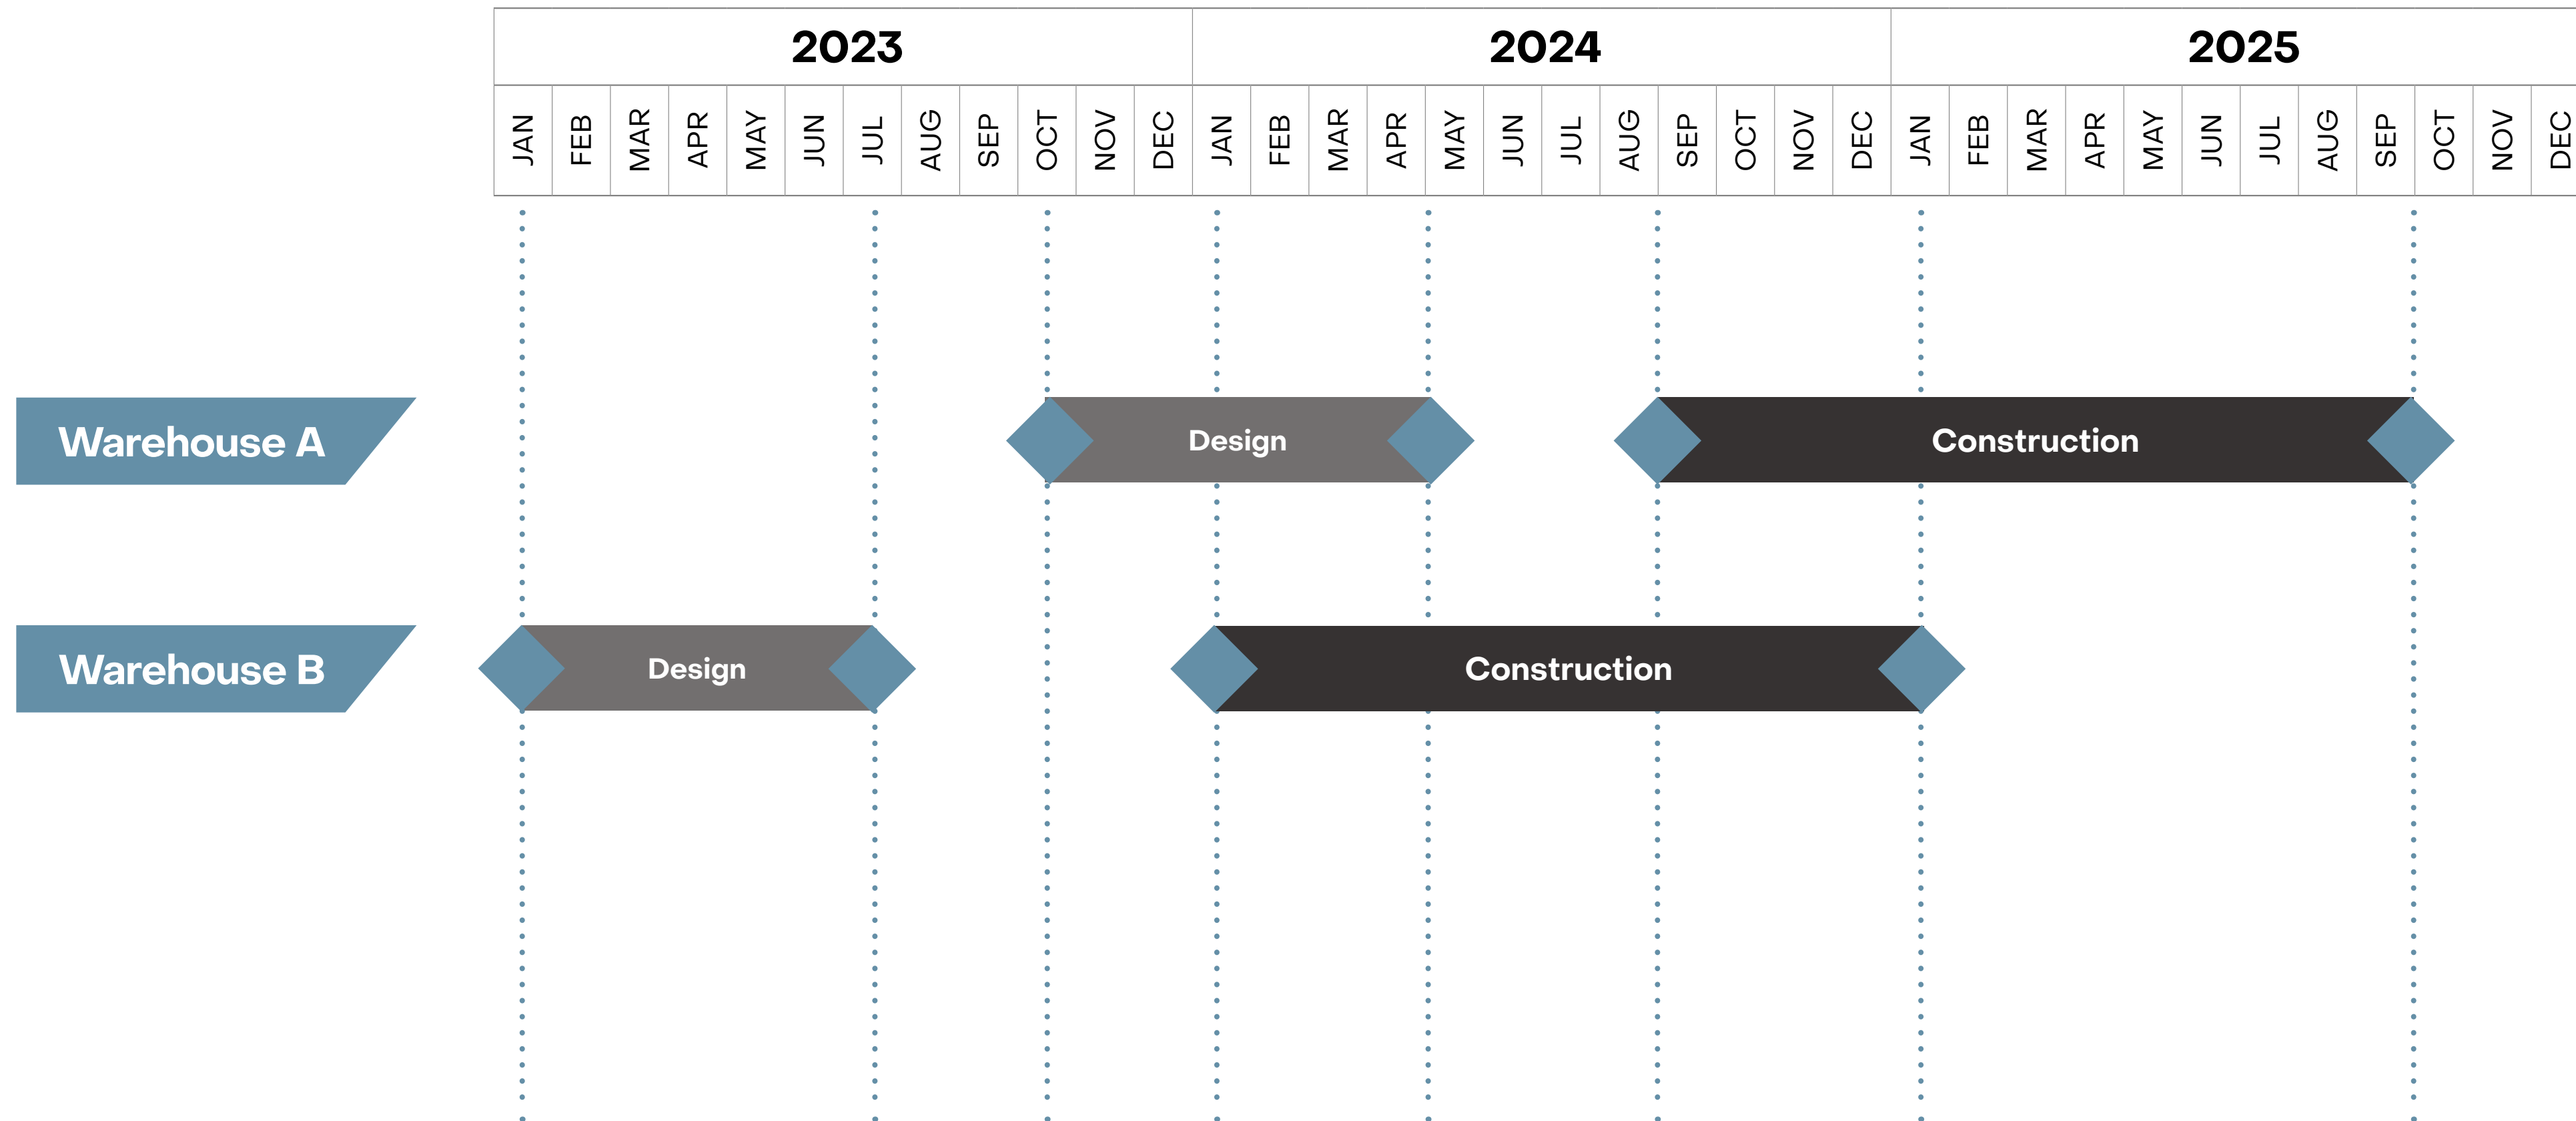 2023 2024 2025
JAN FEB MAR APR MAY JUN JUL AUG SEP OCT NOV DEC JAN FEB MAR APR MAY JUN JUL AUG SEP OCT NOV DEC JAN FEB MAR APR MAY JUN JUL AUG SEP OCT NOV DEC
Warehouse A Design Construction
Warehouse B Design Construction